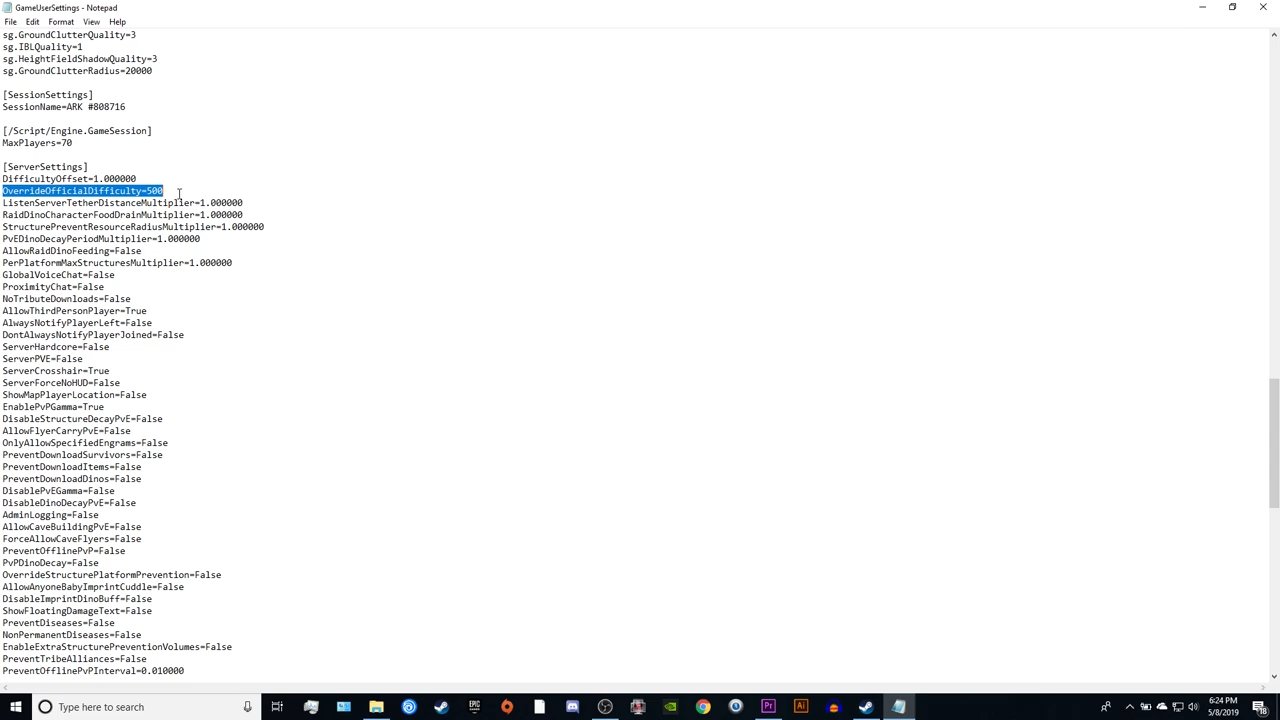 GameUserSettings - Notepad
File Edit Format View Help
sg.GroundClutterQuality=3
sg.IBLQuality=1
sg.HeightFieldShadowQuality=3
sg.GroundClutterRadius=20000
[SessionSettings]
SessionName=ARK #808716
[/Script/Engine.GameSession]
MaxPlayers=70
[ServerSettings]
DifficultyOffset=1.000000
OverrideOfficialDifficulty=500
ListenServerTetherDistanceMultiplier=1.000000
RaidDinoCharacterFoodDrainMultiplier=1.000000
StructurePreventResourceRadiusMultiplier=1.000000
PvEDinoDecayPeriodMultiplier=1.000000
AllowRaidDinoFeeding=False
PerPlatformMaxStructuresMultiplier=1.000000
GlobalVoiceChat=False
ProximityChat=False
NoTributeDownloads=False
AllowThirdPersonPlayer=True
AlwaysNotifyPlayerLeft=False
DontAlwaysNotifyPlayerJoined=False
ServerHardcore=False
ServerPVE=False
ServerCrosshair=True
ServerForceNoHUD=False
ShowMapPlayerLocation=False
EnablePvPGamma=True
DisableStructureDecayPvE=False
AllowFlyerCarryPvE=False
OnlyAllowSpecifiedEngrams=False
PreventDownloadSurvivors=False
PreventDownloadItems=False
PreventDownloadDinos=False
DisablePvEGamma=False
DisableDinoDecayPvE=False
AdminLogging=False
AllowCaveBuildingPvE=False
ForceAllowCaveFlyers=False
PreventOfflinePvP=False
PvPDinoDecay=False
OverrideStructurePlatformPrevention=False
AllowAnyoneBabyImprintCuddle=False
DisableImprintDinoBuff=False
ShowFloatingDamageText=False
PreventDiseases=False
NonPermanentDiseases=False
EnableExtraStructurePreventionVolumes=False
PreventTribeAlliances=False
PreventOfflinePvPInterval=0.010000
Type here to search
EPIC
Pr
Ai
6:24 PM
5/8/2019
18